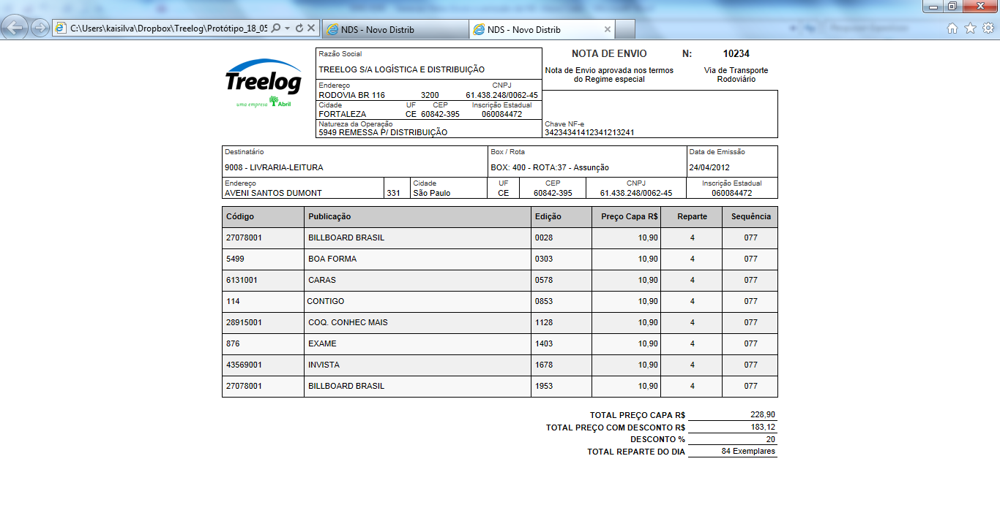 C:\Users\kaisilva\Dropbox\Treelog\Protótipo_18_05
NDS - Novo Distrib
NDS - Novo Distrib
Treelog
uma empresa Abril
Razão Social
TREELOG S/A LOGÍSTICA E DISTRIBUIÇÃO
Endereço CNPJ
RODOVIA BR 116 3200 61.438.248/0062-45
Cidade UF CEP Inscrição Estadual
FORTALEZA CE 60842-395 060084472
Natureza da Operação
5949 REMESSA P/ DISTRIBUIÇÃO
NOTA DE ENVIO N: 10234
Nota de Envio aprovada nos termos
do Regime especial
Via de Transporte
Rodoviário
Chave NF-e
34234341412341213241
Destinatário Box / Rota Data de Emissão
9008 - LIVRARIA-LEITURA BOX: 400 - ROTA:37 - Assunção 24/04/2012
Endereço Cidade UF CEP CNPJ Inscrição Estadual
AVENI SANTOS DUMONT 331 São Paulo CE 60842-395 61.438.248/0062-45 060084472
Código Publicação Edição Preço Capa R$ Reparte Sequência
27078001 BILLBOARD BRASIL 0028 10,90 4 077
5499 BOA FORMA 0303 10,90 4 077
6131001 CARAS 0578 10,90 4 077
114 CONTIGO 0853 10,90 4 077
28915001 COQ. CONHEC MAIS 1128 10,90 4 077
876 EXAME 1403 10,90 4 077
43569001 INVISTA 1678 10,90 4 077
27078001 BILLBOARD BRASIL 1953 10,90 4 077
TOTAL PREÇO CAPA R$ 228,90
TOTAL PREÇO COM DESCONTO R$ 183,12
DESCONTO % 20
TOTAL REPARTE DO DIA 84 Exemplares